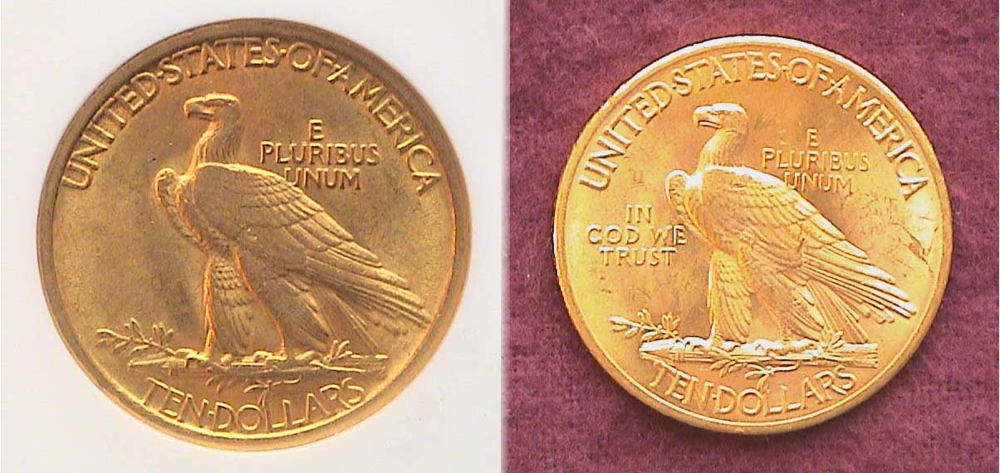 UNITED·STATES·OF·AMERICA
E
PLURIBUS
UNUM
TEN·DOLLARS
UNITED·STATES·OF·AMERICA
E
PLURIBUS
UNUM
IN
GOD WE
TRUST
TEN·DOLLARS